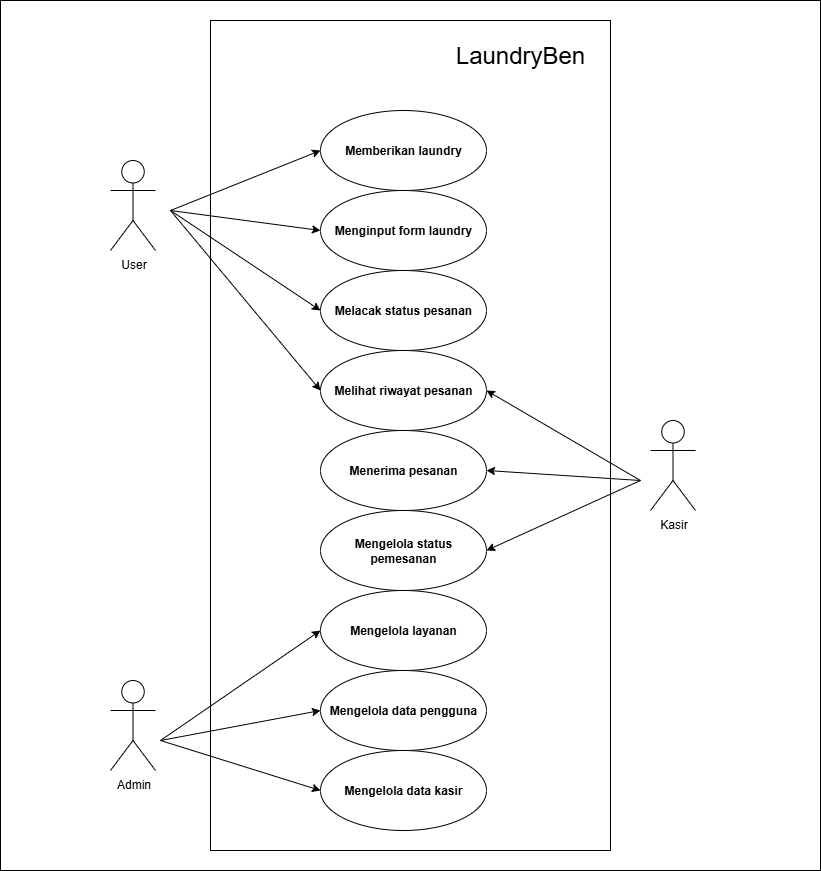 LaundryBen
Memberikan laundry
Menginput form laundry
User
Melacak status pesanan
Melihat riwayat pesanan
Menerima pesanan
Kasir
Mengelola status
pemesanan
Mengelola layanan
Mengelola data pengguna
Admin
Mengelola data kasir